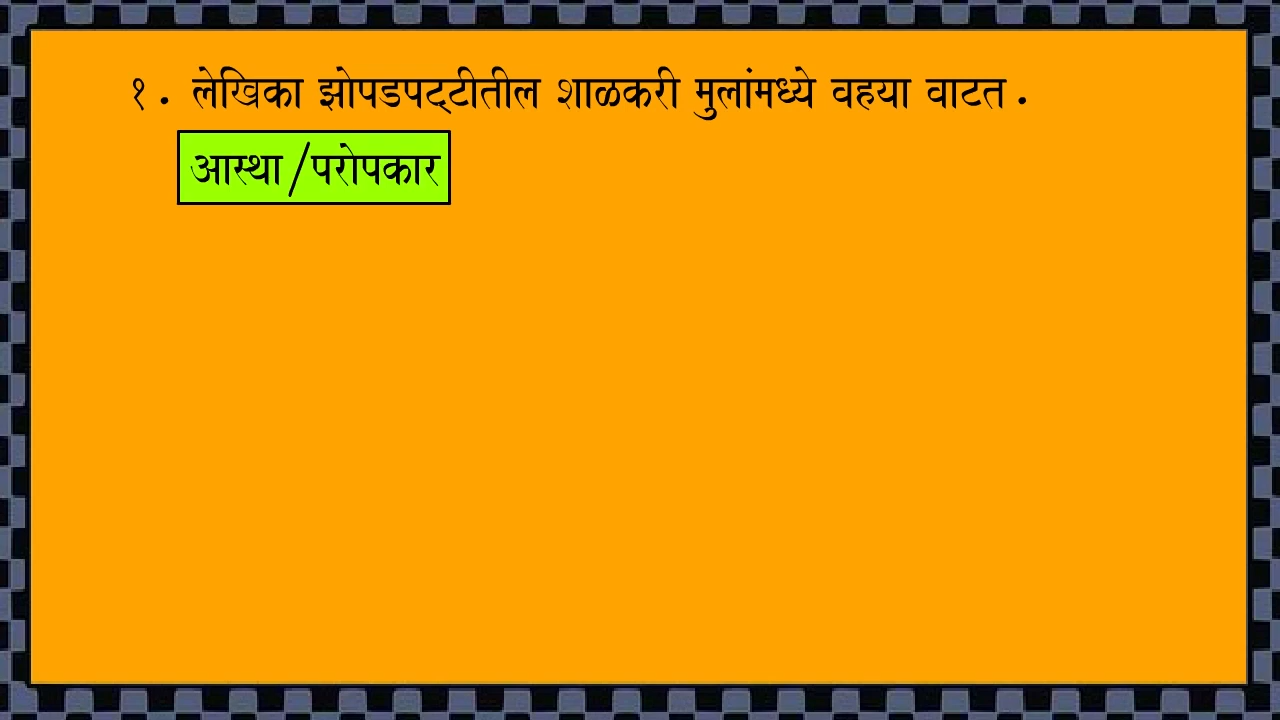 १. लेखिका झोपडपट्टीतील शाळकरी मुलांमध्ये वहया वाटत.
आस्था/परोपकार